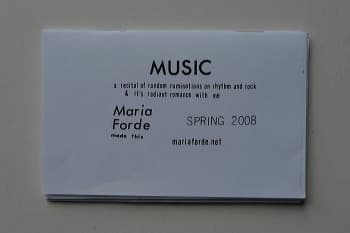 MUSIC
a recital of random ruminations on rhythm and rock
& it's radiant romance with me
Maria
Forde
made this
SPRING 2008
mariaforde.net